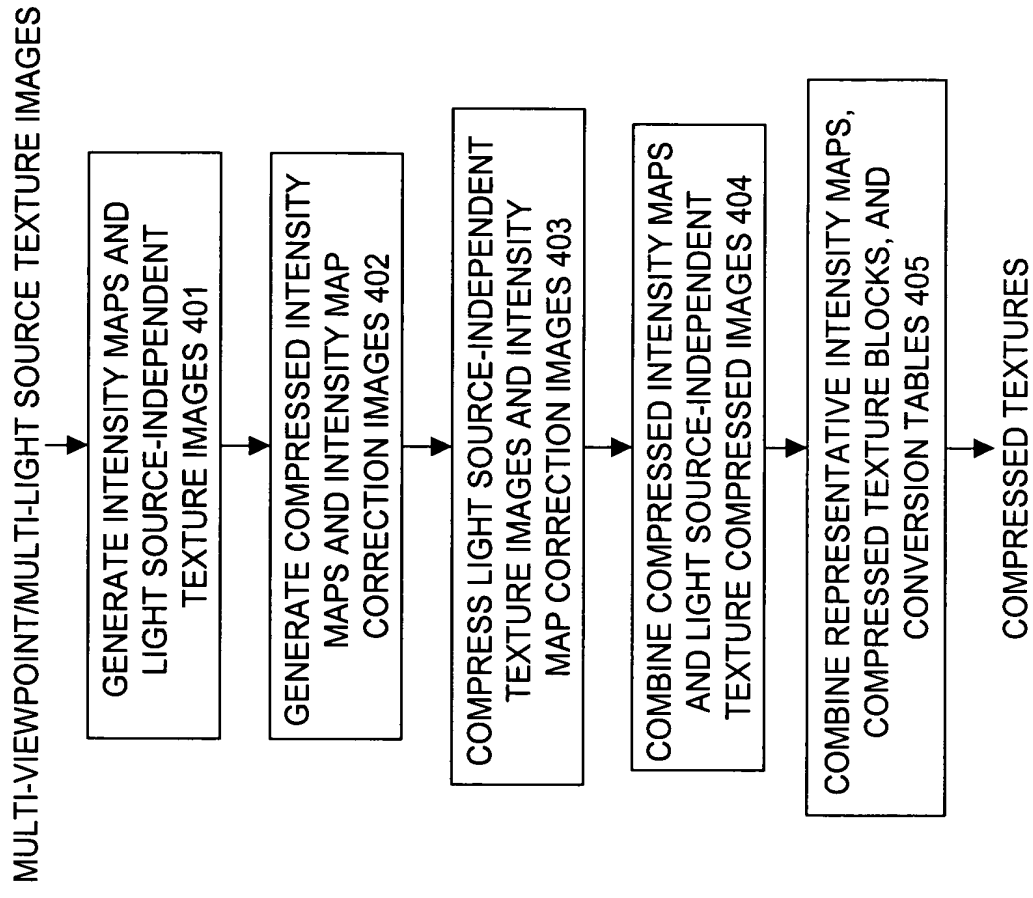 MULTI-VIEWPOINT/MULTI-LIGHT SOURCE TEXTURE IMAGES
GENERATE INTENSITY MAPS AND
LIGHT SOURCE-INDEPENDENT
TEXTURE IMAGES 401
GENERATE COMPRESSED INTENSITY
MAPS AND INTENSITY MAP
CORRECTION IMAGES 402
COMPRESS LIGHT SOURCE-INDEPENDENT
TEXTURE IMAGES AND INTENSITY
MAP CORRECTION IMAGES 403
COMBINE COMPRESSED INTENSITY MAPS
AND LIGHT SOURCE-INDEPENDENT
TEXTURE COMPRESSED IMAGES 404
COMBINE REPRESENTATIVE INTENSITY MAPS,
COMPRESSED TEXTURE BLOCKS, AND
CONVERSION TABLES 405
COMPRESSED TEXTURES